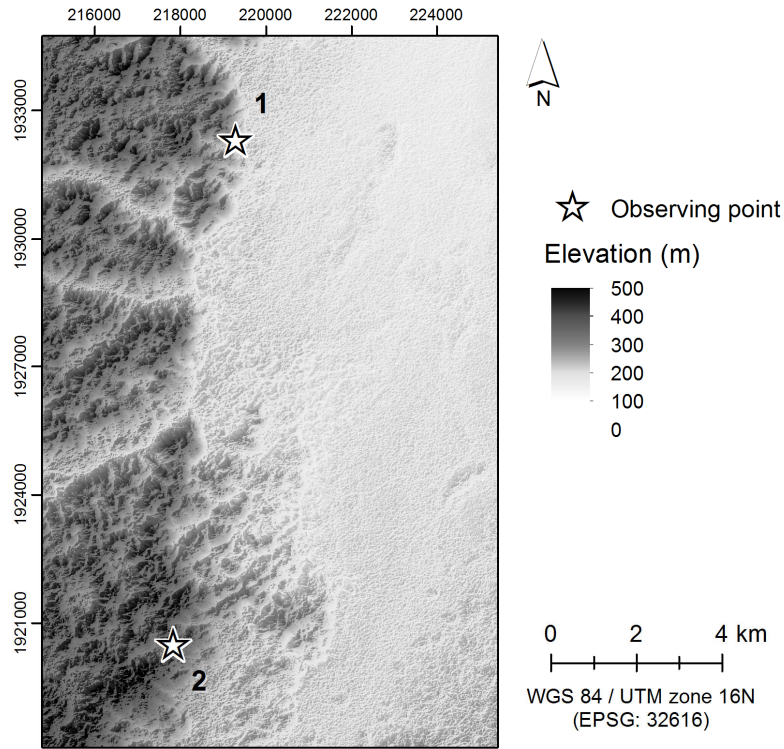 216000 218000 220000 222000 224000
1933000
1930000
1927000
1924000
1921000
1
2
N
Observing point
Elevation (m)
500
400
300
200
100
0
0 2 4 km
WGS 84 / UTM zone 16N
(EPSG: 32616)